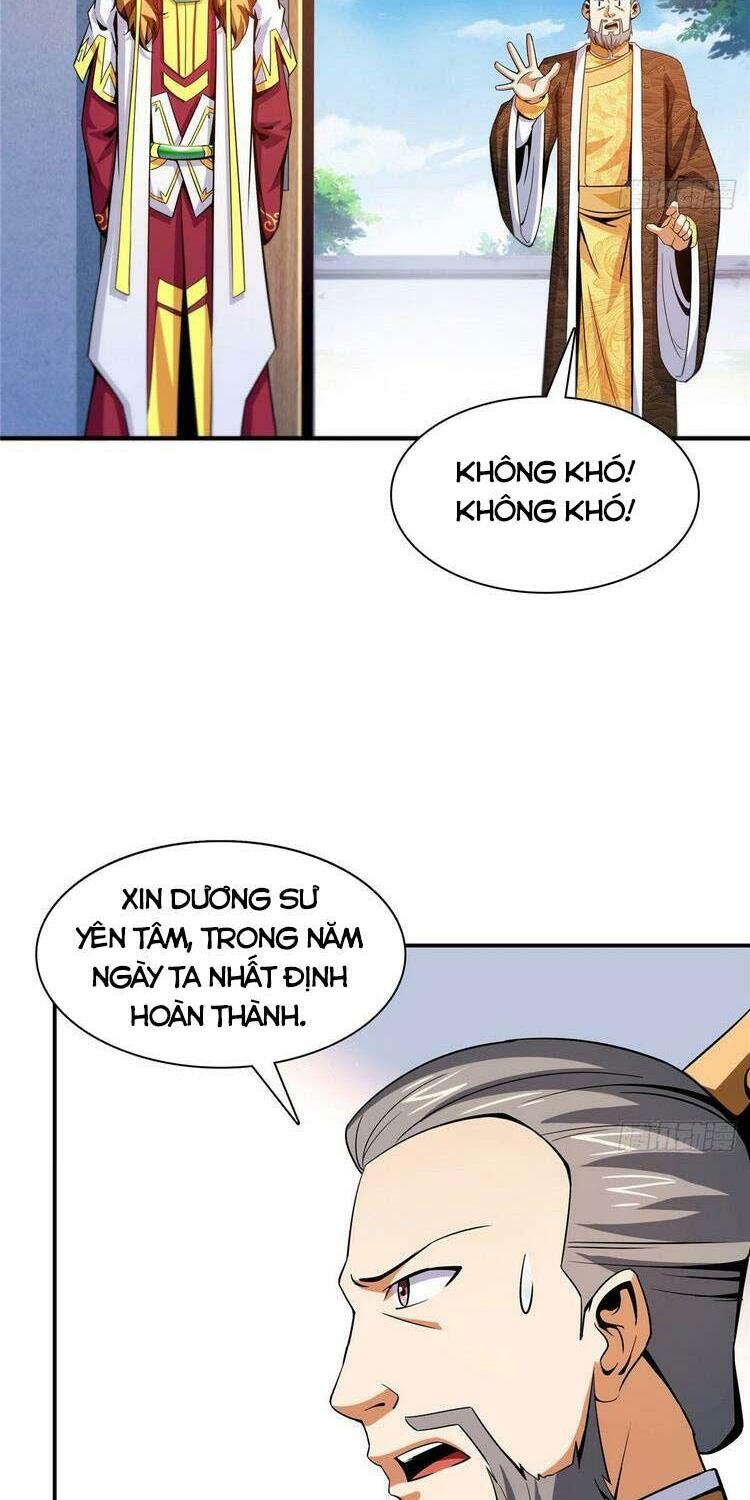 KHÔNG KHÓ!
KHÔNG KHÓ!
XIN DƯƠNG SƯ
YÊN TÂM, TRONG NĂM
NGÀY TA NHẤT ĐỊNH
HOÀN THÀNH.